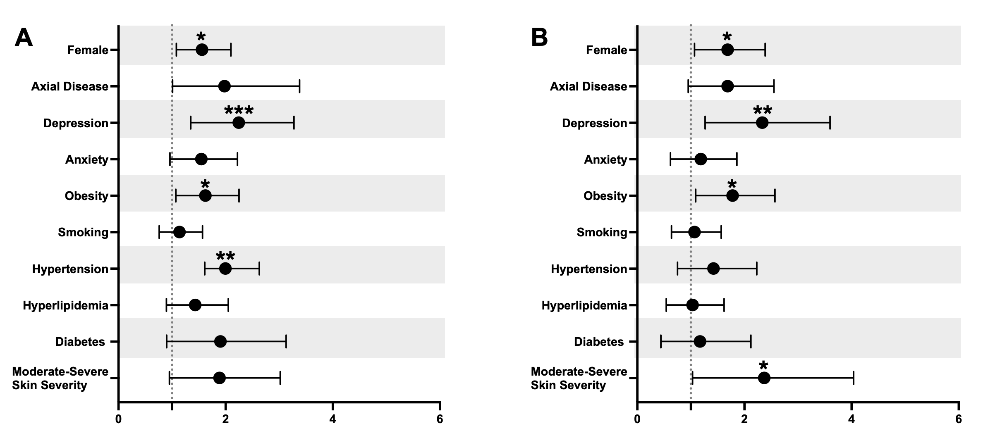 A
*
Female
Axial Disease
***
Depression
Anxiety
*
Obesity
Smoking
**
Hypertension
Hyperlipidemia
Diabetes
Moderate-Severe
Skin Severity
0 2 4 6
B
*
Female
Axial Disease
**
Depression
Anxiety
*
Obesity
Smoking
Hypertension
Hyperlipidemia
Diabetes
*
Moderate-Severe
Skin Severity
0 2 4 6